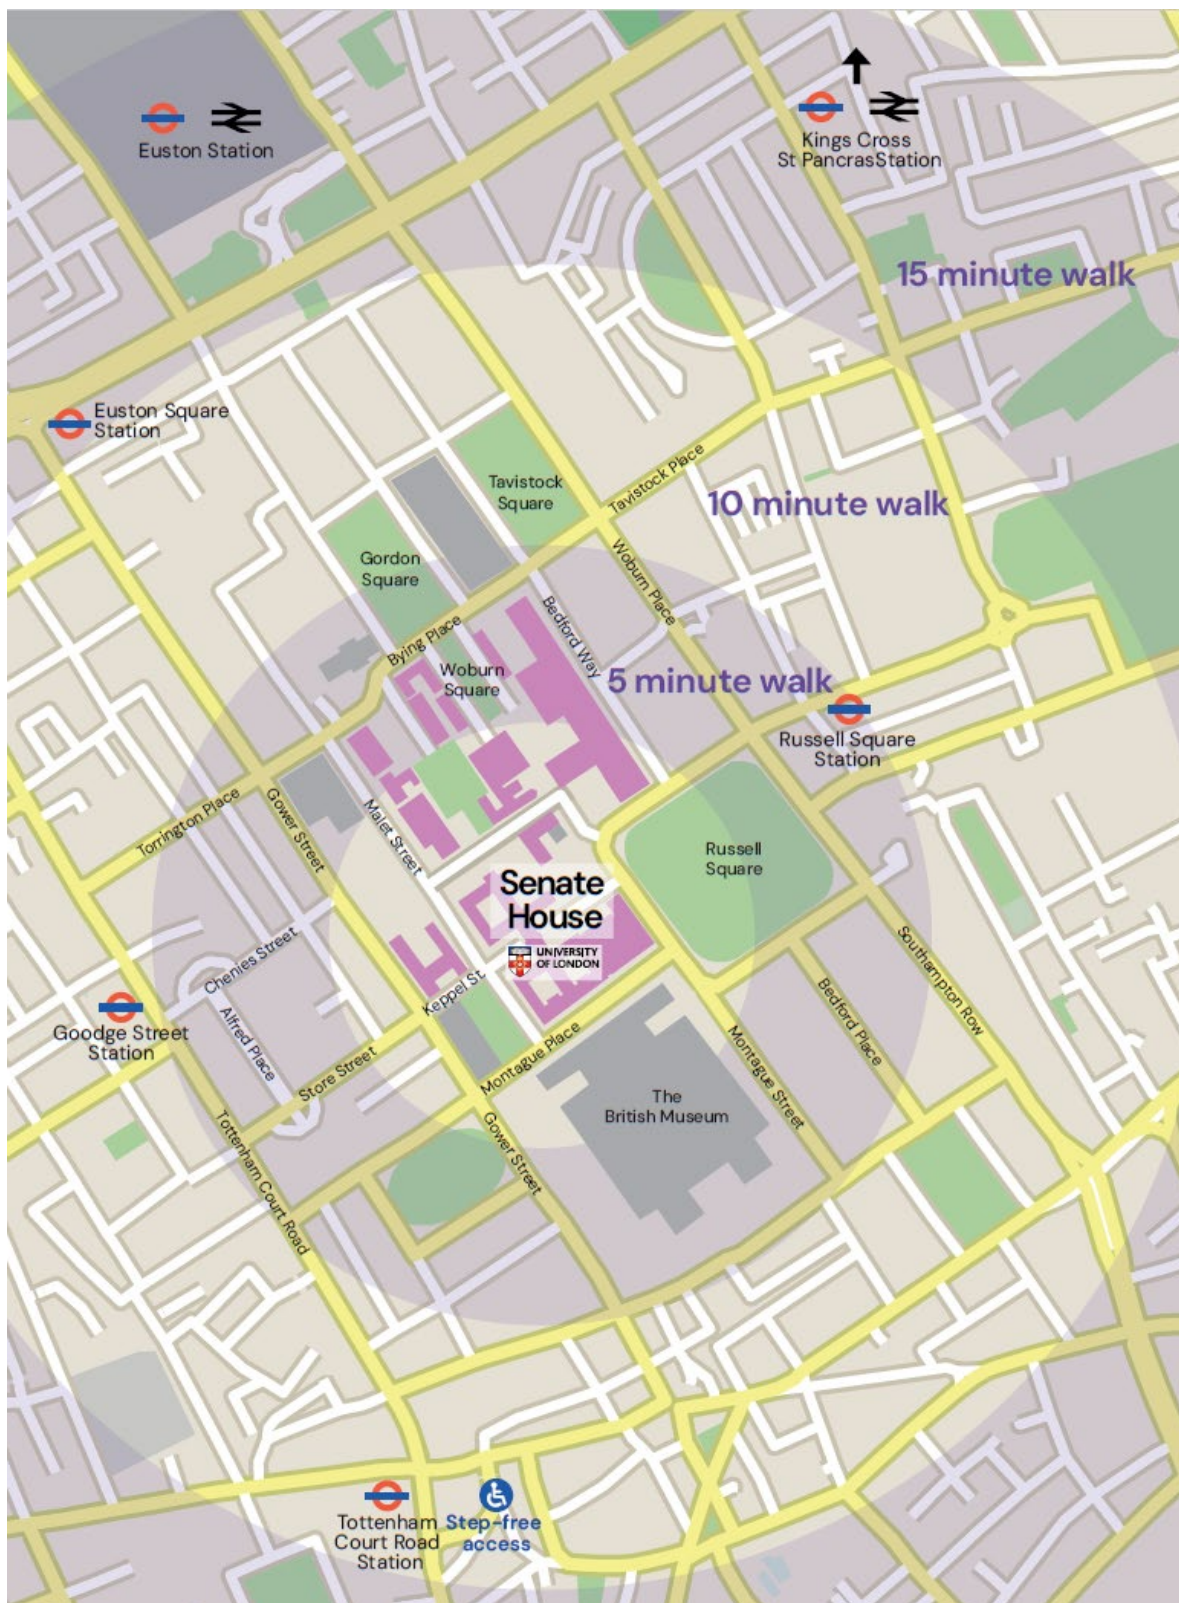 Euston Station
Kings Cross
St PancrasStation
15 minute walk
Euston Square
Station
Tavistock
Square
Tavistock Place
10 minute walk
Gordon
Square
Woburn Place
Bying Place
Bedford Way
Woburn
Square
5 minute walk
Russell Square
Station
Torrington Place
Gower Street
Malet Street
Russell
Square
Senate
House
UNIVERSITY
OF LONDON
Chenies Street
Keppel St.
Southampton Row
Bedford Place
Goodge Street
Station
Alfred Place
Store Street
Montague Place
Montague Street
The
British Museum
Tottenham Court Road
Gower Street
Tottenham
Court Road
Station
Step-free
access